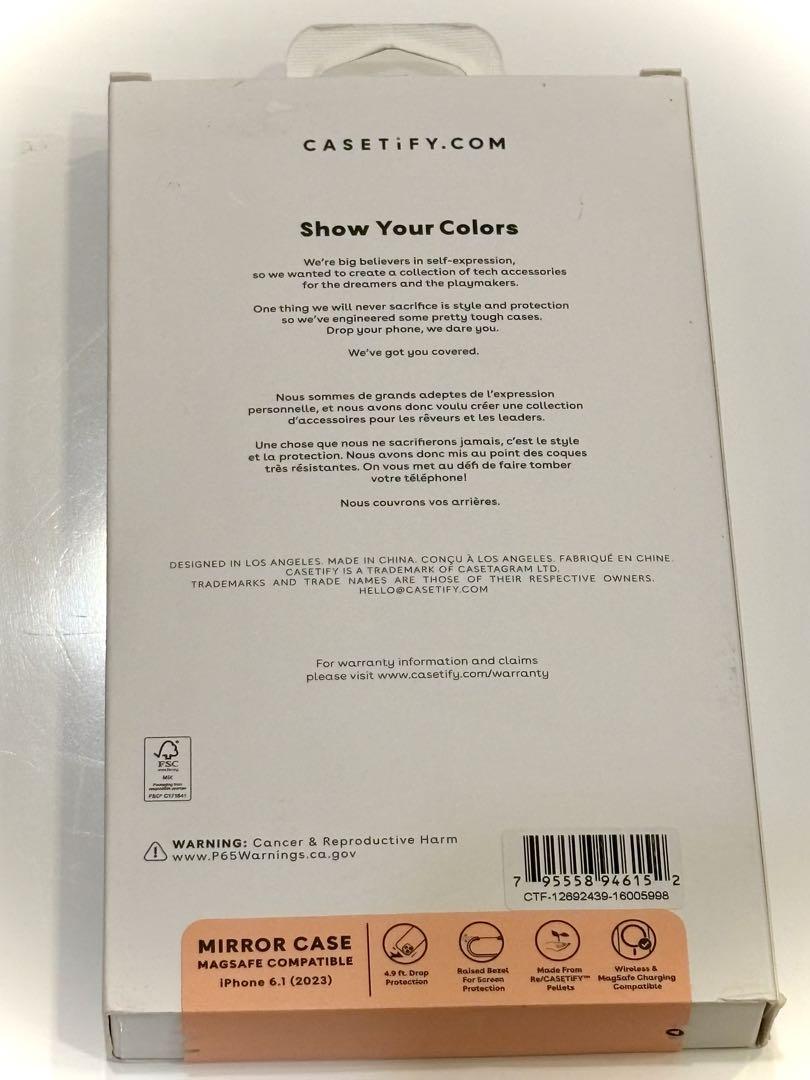 CASETiFY.COM
Show Your Colors
We're big believers in self-expression,
so we wanted to create a collection of tech accessories
for the dreamers and the playmakers.
One thing we will never sacrifice is style and protection
so we've engineered some pretty tough cases.
Drop your phone, we dare you.
We've got you covered.
Nous sommes de grands adeptes de l'expression
personnelle, et nous avons donc voulu créer une collection
d'accessoires pour les rêveurs et les leaders.
Une chose que nous ne sacrifierons jamais, c'est le style
et la protection. Nous avons donc mis au point des coques
très résistantes. On vous met au défi de faire tomber
votre téléphone!
Nous couvrons vos arrières.
DESIGNED IN LOS ANGELES. MADE IN CHINA. CONÇU À LOS ANGELES. FABRIQUÉ EN CHINE.
CASETIFY IS A TRADEMARK OF CASETAGRAM LTD.
TRADEMARKS AND TRADE NAMES ARE THOSE OF THEIR RESPECTIVE OWNERS.
HELLO@CASETIFY.COM
For warranty information and claims
please visit www.casetify.com/warranty
FSC
www.fsc.org
MIX
Packaging from
responsible sources
FSC® C171841
WARNING: Cancer & Reproductive Harm
www.P65Warnings.ca.gov
7 95558 94615 2
CTF-12692439-16005998
MIRROR CASE
MAGSAFE COMPATIBLE
iPhone 6.1 (2023)
4.9 ft. Drop
Protection
Raised Bezel
For Screen
Protection
Made From
Re/CASETiFY™
Pellets
Wireless &
MagSafe Charging
Compatible